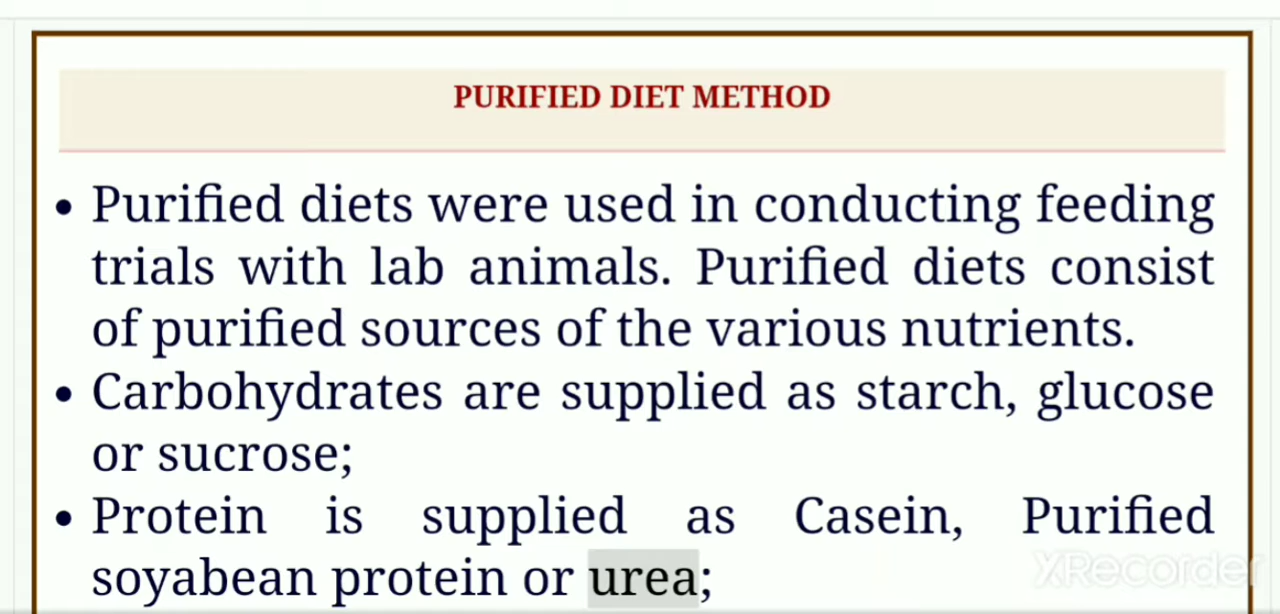 PURIFIED DIET METHOD
• Purified diets were used in conducting feeding
trials with lab animals. Purified diets consist
of purified sources of the various nutrients.
• Carbohydrates are supplied as starch, glucose
or sucrose;
• Protein is supplied as Casein, Purified
soyabean protein or urea;
XRecorder